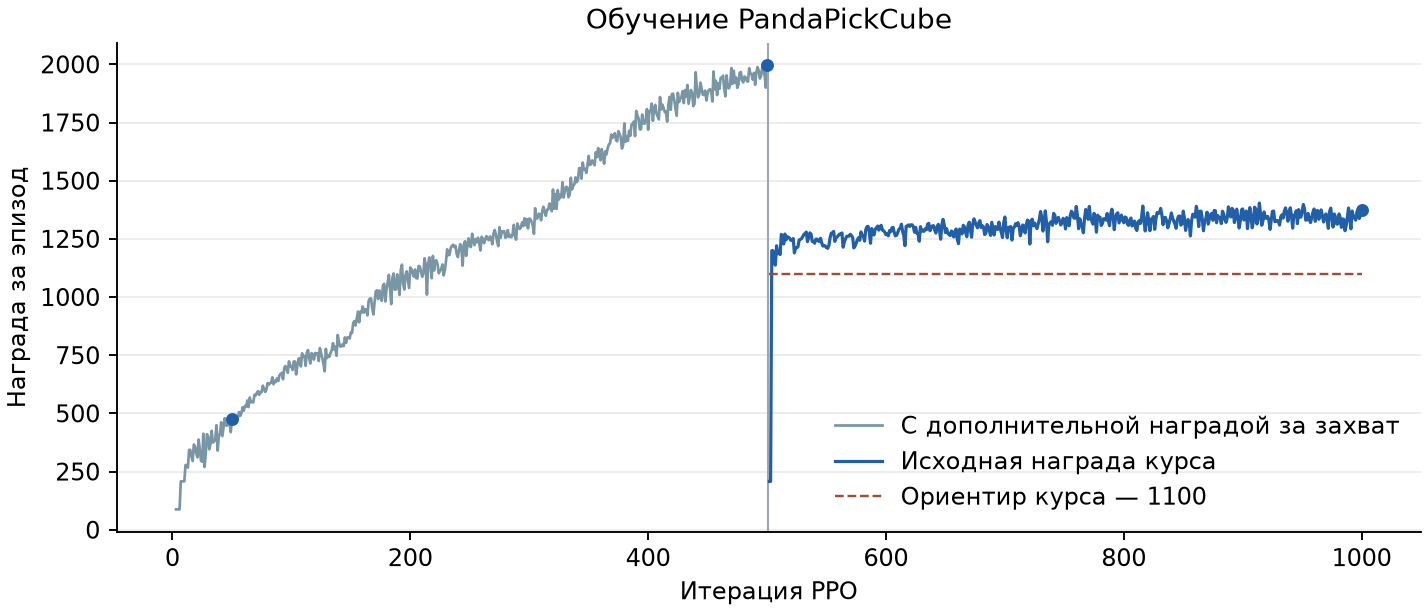 Обучение PandaPickCube
Награда за эпизод
2000
1750
1500
1250
1000
750
500
250
0
С дополнительной наградой за захват
Исходная награда курса
Ориентир курса — 1100
0 200 400 600 800 1000
Итерация PPO